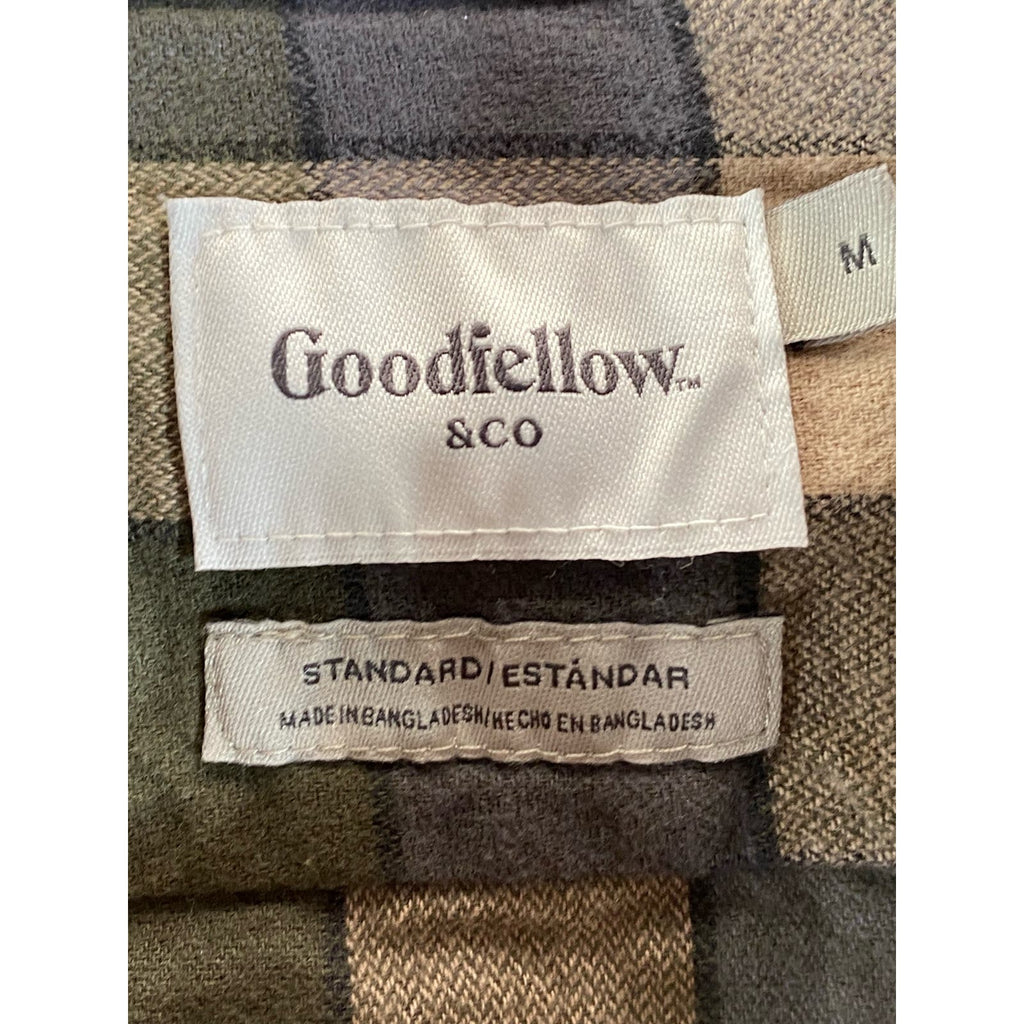 Goodfellow™
&CO
M
STANDARD/ESTÁNDAR
MADE IN BANGLADESH/HECHO EN BANGLADESH